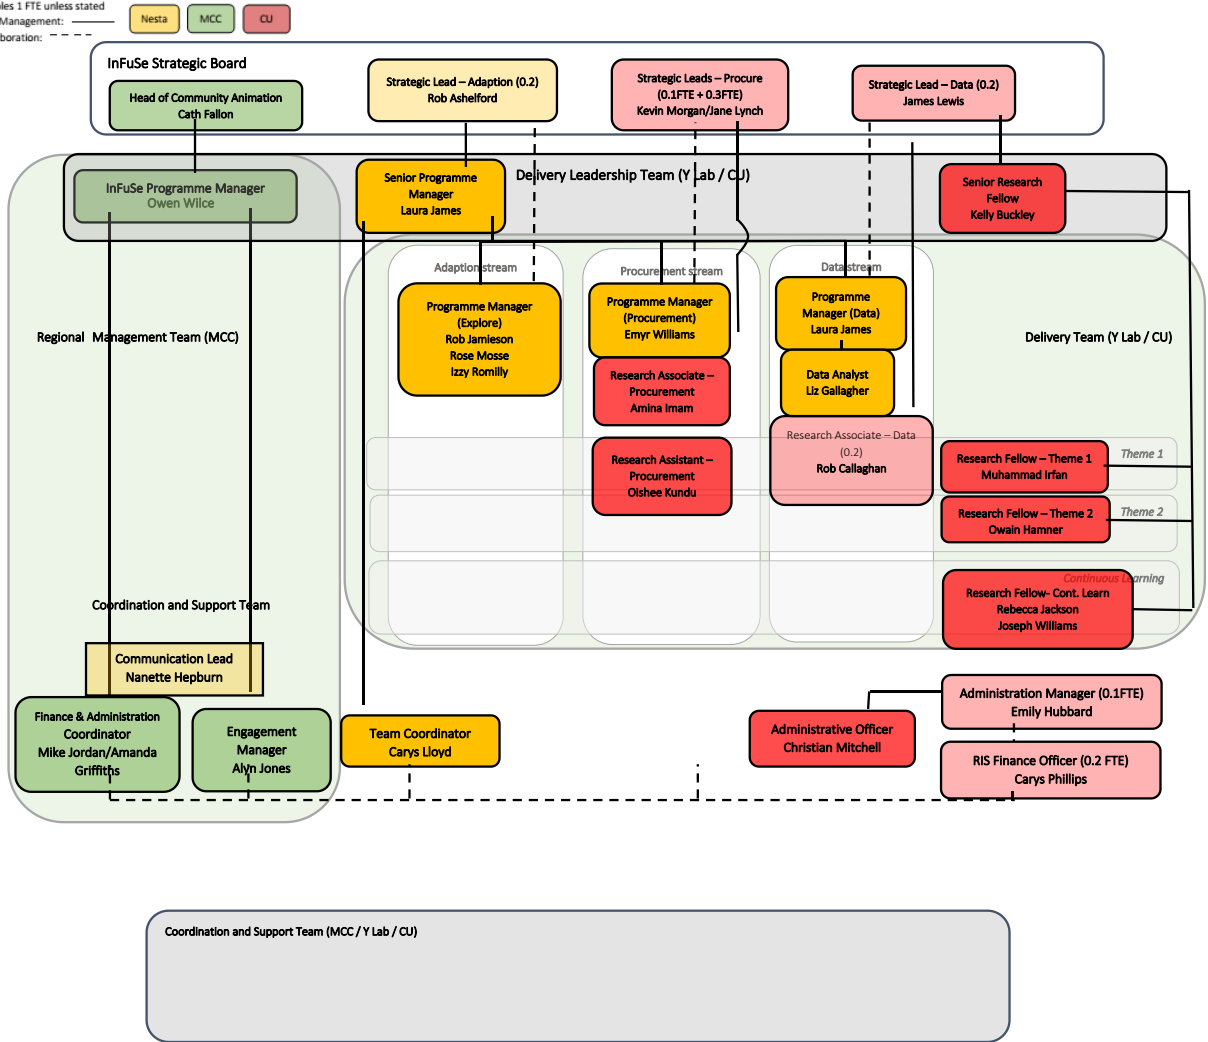 les 1 FTE unless stated
Management:
boration:
Nesta
MCC
CU
InFuSe Strategic Board
Head of Community Animation
Cath Fallon
Strategic Lead – Adaption (0.2)
Rob Ashelford
Strategic Leads – Procure
(0.1FTE + 0.3FTE)
Kevin Morgan/Jane Lynch
Strategic Lead – Data (0.2)
James Lewis
InFuSe Programme Manager
Owen Wilce
Senior Programme
Manager
Laura James
Delivery Leadership Team (Y Lab / CU)
Senior Research
Fellow
Kelly Buckley
Adaption stream
Procurement stream
Data stream
Programme Manager
(Explore)
Rob Jamieson
Rose Mosse
Izzy Romilly
Programme Manager
(Procurement)
Emyr Williams
Programme
Manager (Data)
Laura James
Regional Management Team (MCC)
Delivery Team (Y Lab / CU)
Research Associate –
Procurement
Amina Imam
Data Analyst
Liz Gallagher
Research Associate – Data
(0.2)
Rob Callaghan
Research Assistant –
Procurement
Oishee Kundu
Research Fellow – Theme 1
Muhammad Irfan
Theme 1
Research Fellow – Theme 2
Owain Hamner
Theme 2
Continuous Learning
Research Fellow- Cont. Learn
Rebecca Jackson
Joseph Williams
Coordination and Support Team
Communication Lead
Nanette Hepburn
Finance & Administration
Coordinator
Mike Jordan/Amanda
Griffiths
Engagement
Manager
Alyn Jones
Team Coordinator
Carys Lloyd
Administrative Officer
Christian Mitchell
Administration Manager (0.1FTE)
Emily Hubbard
RIS Finance Officer (0.2 FTE)
Carys Phillips
Coordination and Support Team (MCC / Y Lab / CU)